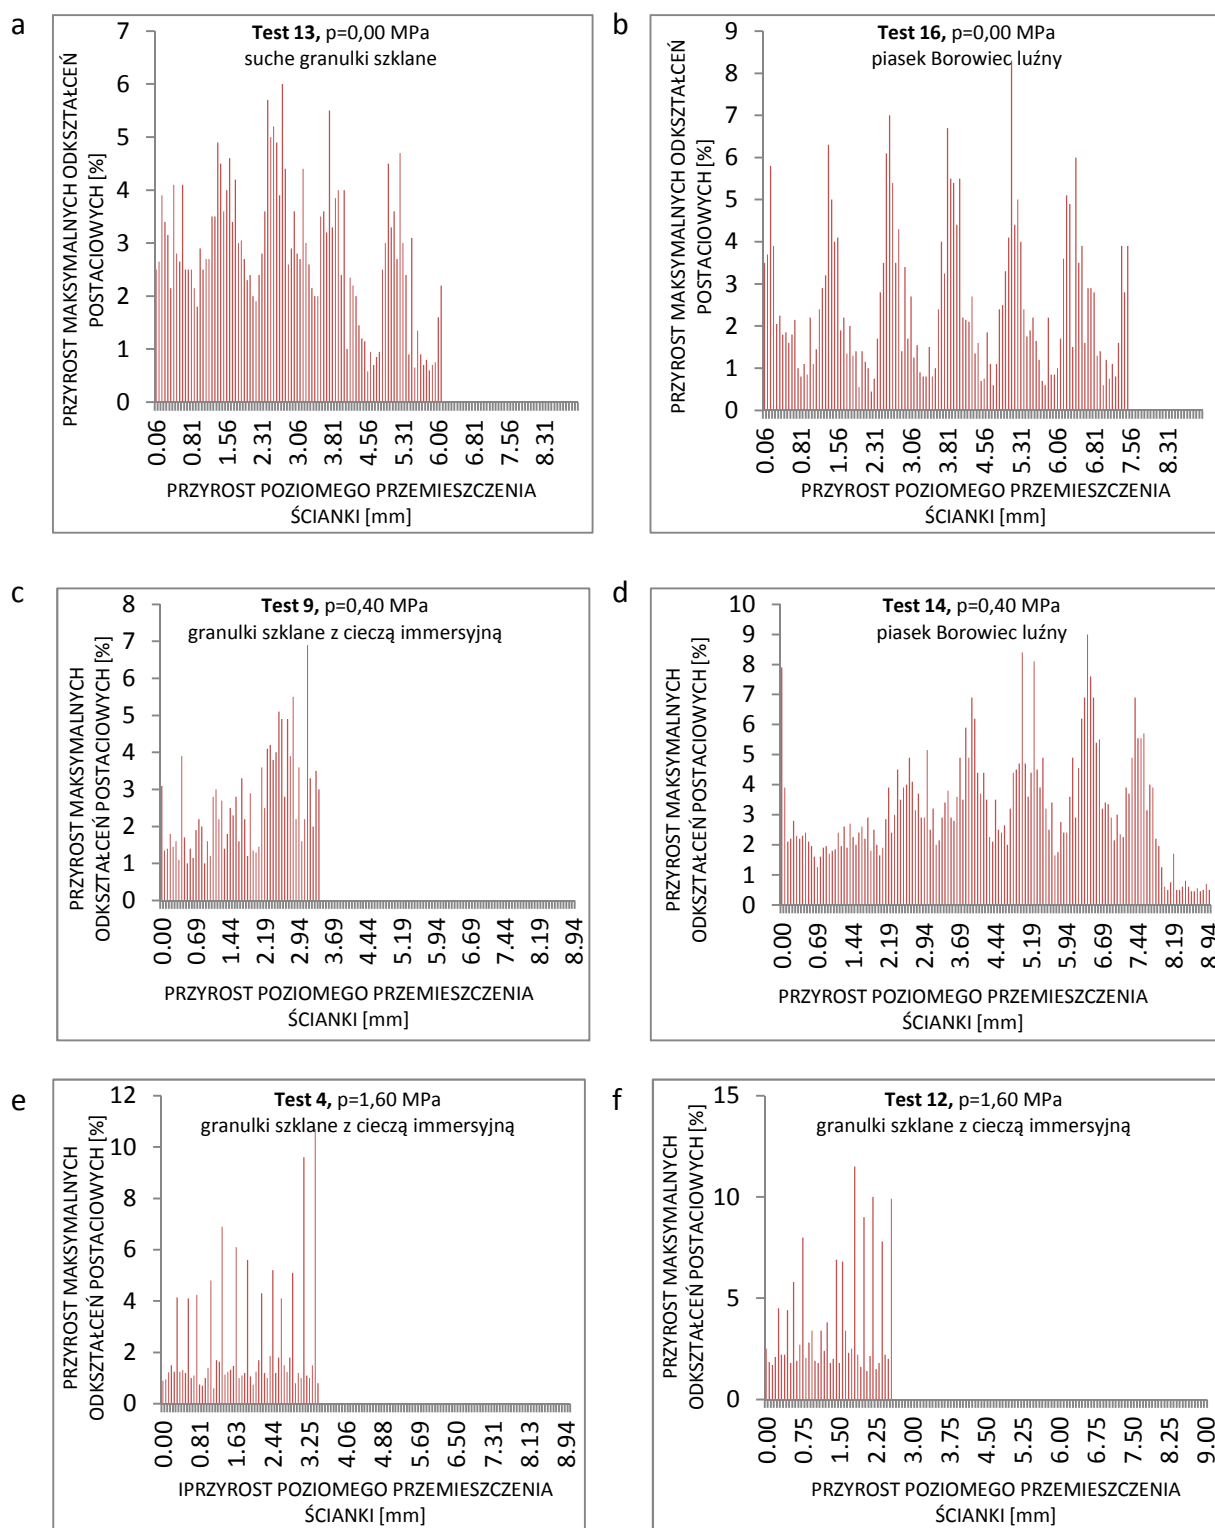 a
Test 13, p=0,00 MPa
suche granulki szklane
PRZYROST MAKSYMALNYCH ODKSZTAŁCEŃ
POSTACIOWYCH [%]
7
6
5
4
3
2
1
0
0.06 0.81 1.56 2.31 3.06 3.81 4.56 5.31 6.06 6.81 7.56 8.31
PRZYROST POZIOMEGO PRZEMIESZCZENIA
ŚCIANKI [mm]
b
Test 16, p=0,00 MPa
piasek Borowiec luźny
PRZYROST MAKSYMALNYCH ODKSZTAŁCEŃ
POSTACIOWYCH [%]
9
8
7
6
5
4
3
2
1
0
0.06 0.81 1.56 2.31 3.06 3.81 4.56 5.31 6.06 6.81 7.56 8.31
PRZYROST POZIOMEGO PRZEMIESZCZENIA
ŚCIANKI [mm]
c
Test 9, p=0,40 MPa
granulki szklane z cieczą immersyjną
PRZYROST MAKSYMALNYCH
ODKSZTAŁCEŃ POSTACIOWYCH [%]
8
7
6
5
4
3
2
1
0
0.00 0.69 1.44 2.19 2.94 3.69 4.44 5.19 5.94 6.69 7.44 8.19 8.94
PRZYROST POZIOMEGO PRZEMIESZCZENIA
ŚCIANKI [mm]
d
Test 14, p=0,40 MPa
piasek Borowiec luźny
PRZYROST MAKSYMALNYCH
ODKSZTAŁCEŃ POSTACIOWYCH [%]
10
9
8
7
6
5
4
3
2
1
0
0.00 0.69 1.44 2.19 2.94 3.69 4.44 5.19 5.94 6.69 7.44 8.19 8.94
PRZYROST POZIOMEGO PRZEMIESZCZENIA
ŚCIANKI [mm]
e
Test 4, p=1,60 MPa
granulki szklane z cieczą immersyjną
PRZYROST MAKSYMALNYCH
ODKSZTAŁCEŃ POSTACIOWYCH [%]
12
10
8
6
4
2
0
0.00 0.81 1.63 2.44 3.25 4.06 4.88 5.69 6.50 7.31 8.13 8.94
IPRZYROST POZIOMEGO PRZEMIESZCZENIA
ŚCIANKI [mm]
f
Test 12, p=1,60 MPa
granulki szklane z cieczą immersyjną
PRZYROST MAKSYMALNYCH
ODKSZTAŁCEŃ POSTACIOWYCH [%]
15
10
5
0
0.00 0.75 1.50 2.25 3.00 3.75 4.50 5.25 6.00 6.75 7.50 8.25 9.00
PRZYROST POZIOMEGO PRZEMIESZCZENIA
ŚCIANKI [mm]